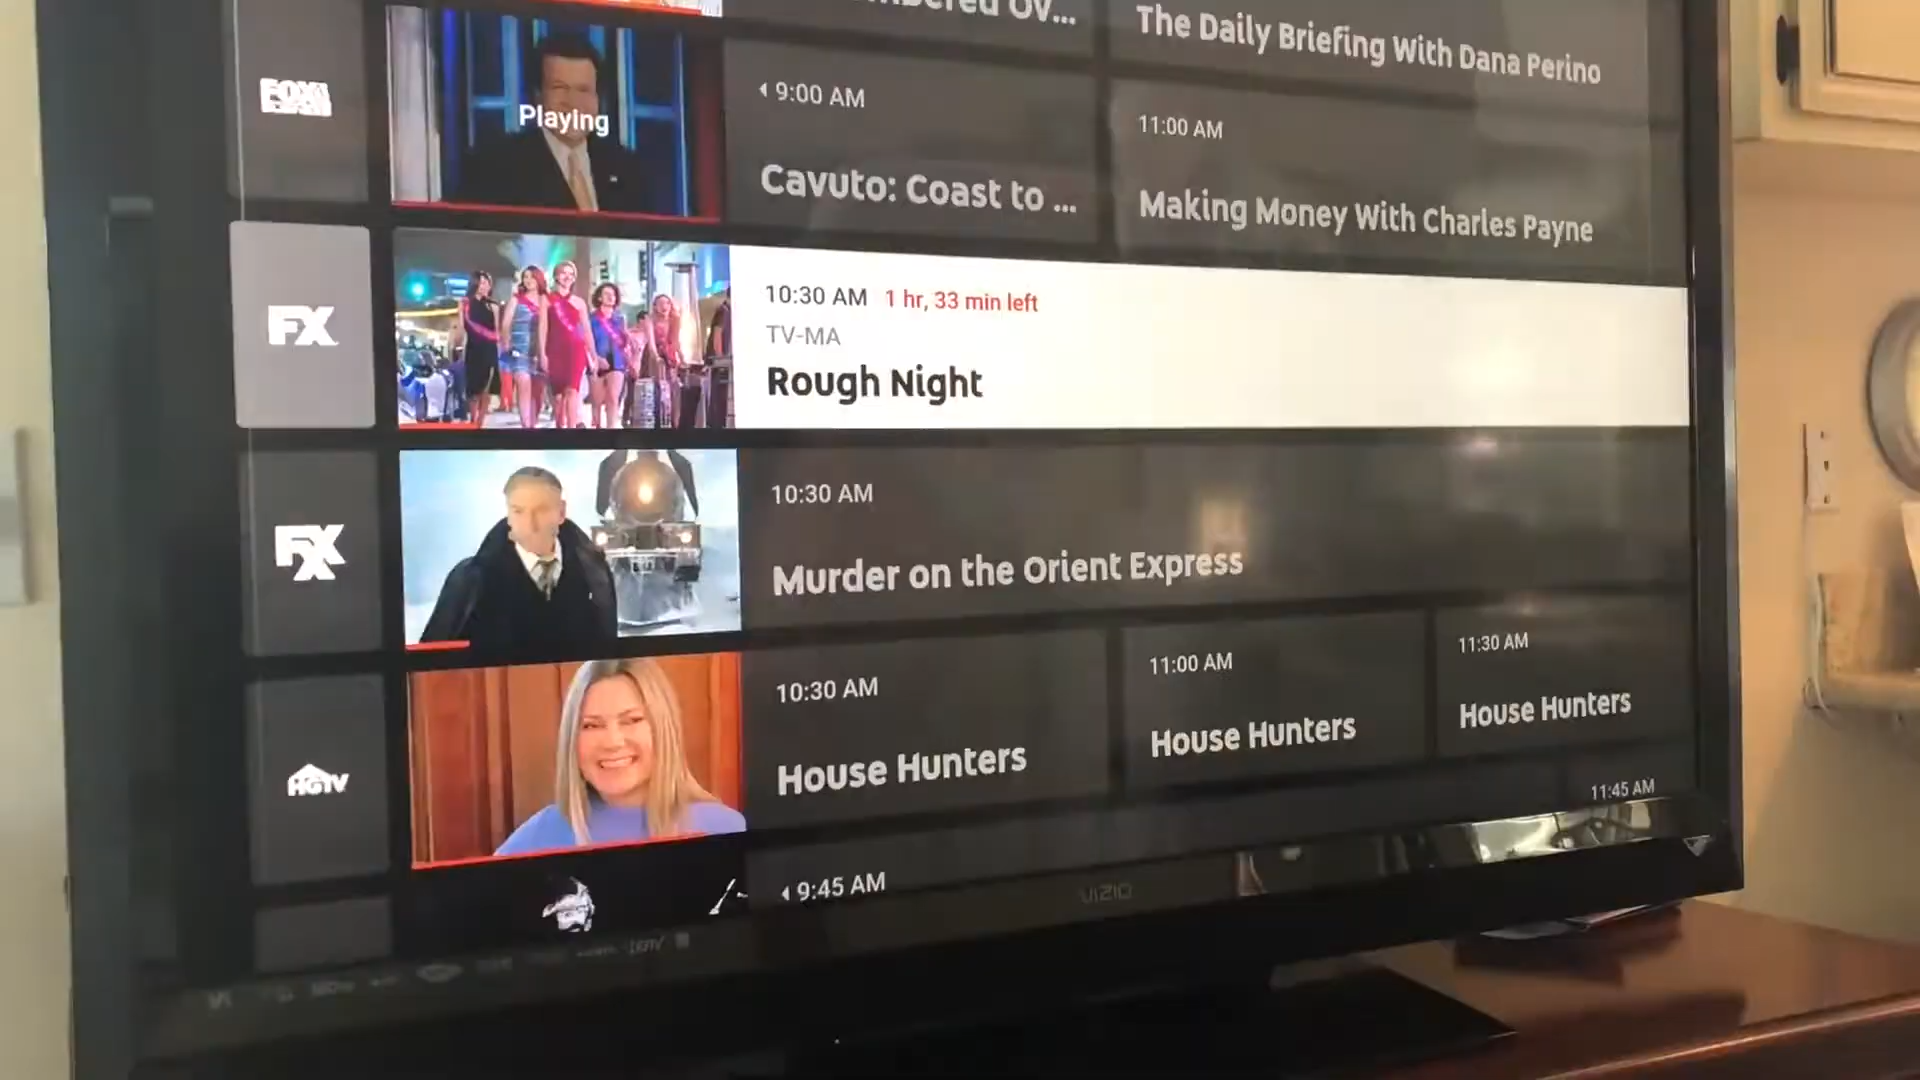 The Daily Briefing With Dana Perino
FOX
Playing
9:00 AM
Cavuto: Coast to ...
11:00 AM
Making Money With Charles Payne
FX
10:30 AM 1 hr, 33 min left
TV-MA
Rough Night
FXX
10:30 AM
Murder on the Orient Express
HGTV
10:30 AM
House Hunters
11:00 AM
House Hunters
11:30 AM
House Hunters
9:45 AM
11:45 AM
VIZIO